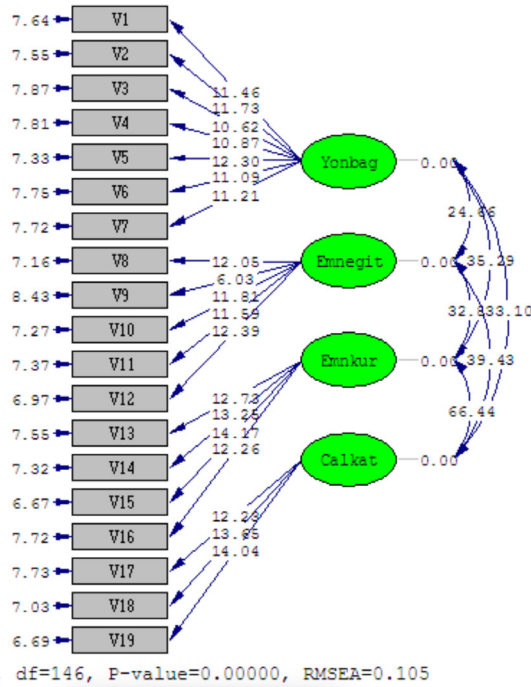 7.64 V1
7.55 V2
7.87 V3
7.81 V4
7.33 V5
7.75 V6
7.72 V7
7.16 V8
8.43 V9
7.27 V10
7.37 V11
6.97 V12
7.55 V13
7.32 V14
6.67 V15
7.72 V16
7.73 V17
7.03 V18
6.69 V19
11.46
11.73
10.62
10.87
12.30
11.09
11.21
12.05
6.03
11.81
11.59
12.39
12.73
13.25
14.17
12.26
12.23
13.65
14.04
Yonbag 0.00
Emnegit 0.00
Emnkur 0.00
Calkat 0.00
24.66
35.29
32.8333.10
39.43
66.44
df=146, P-value=0.00000, RMSEA=0.105